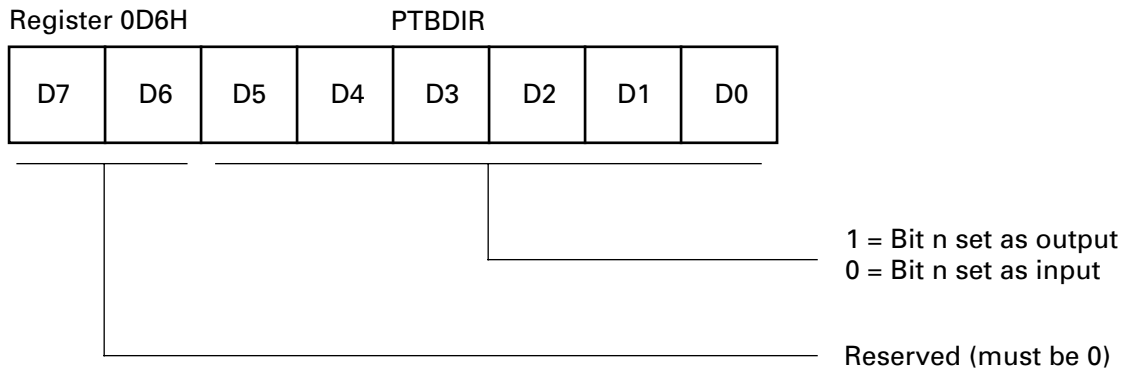 Register 0D6H PTBDIR
D7 D6 D5 D4 D3 D2 D1 D0
1 = Bit n set as output
0 = Bit n set as input
Reserved (must be 0)